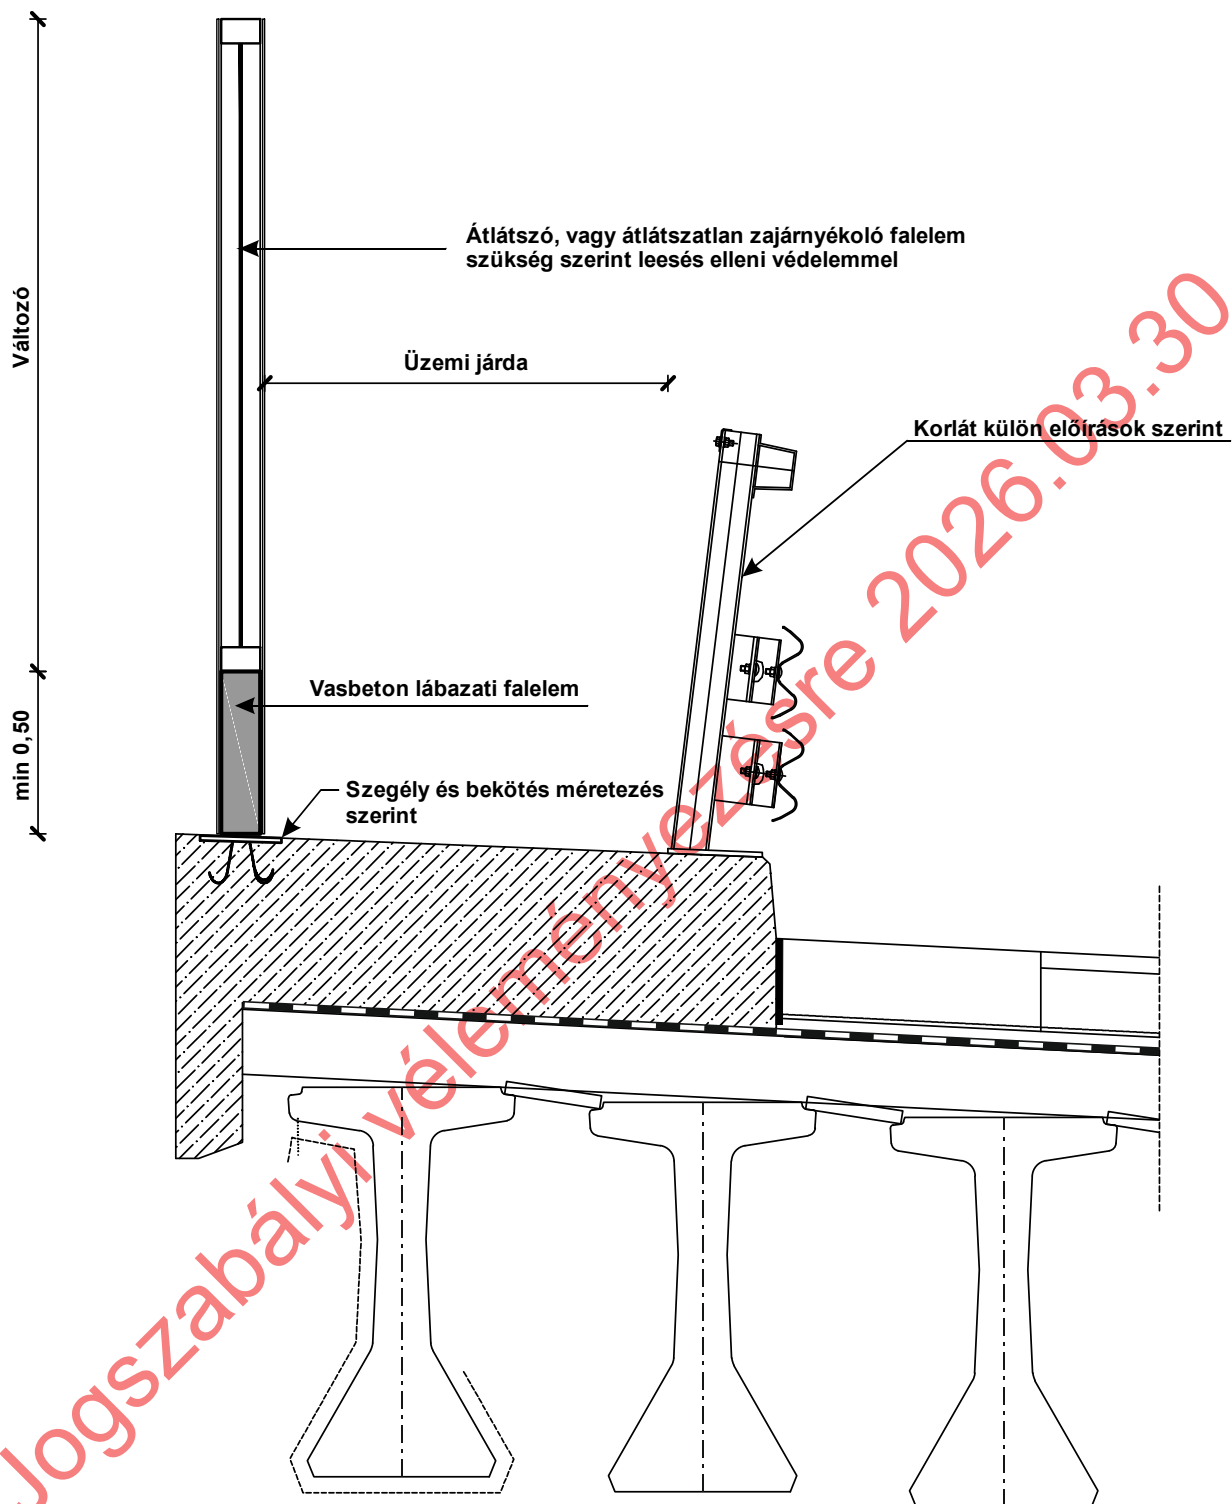 Átlátszó, vagy átlátszatlan zajárnyékoló falelem
szükség szerint leesés elleni védelemmel
Változó
Üzemi járda
Korlát külön előírások szerint
Vasbeton lábazati falelem
min 0,50
Szegély és bekötés méretezés
szerint
Jogszabályi véleményezésre 2026.03.30